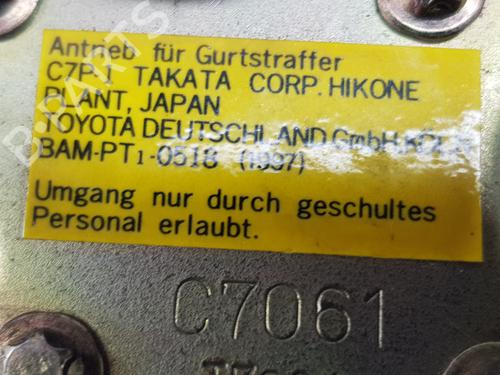 Antrieb für Gurtstraffer
C7P- TAKATA CORP. HIKONE
PLANT, JAPAN
TOYOTA DEUTSCHLAND GmbH.KÖLN
BAM-PT1-0518 (1997)
Umgang nur durch geschultes
Personal erlaubt.
C7061
B-PARTS